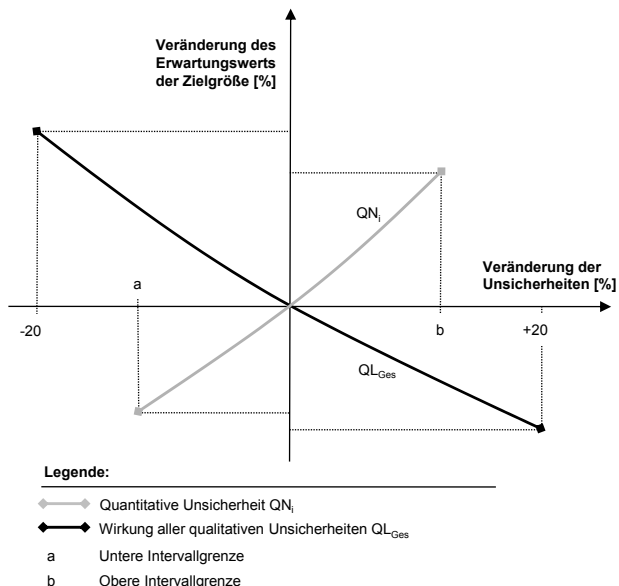 Veränderung des
Erwartungswerts
der Zielgröße [%]
QNi
Veränderung der
Unsicherheiten [%]
a
-20
b
+20
QLGes
Legende:
Quantitative Unsicherheit QNi
Wirkung aller qualitativen Unsicherheiten QLGes
a Untere Intervallgrenze
b Obere Intervallgrenze